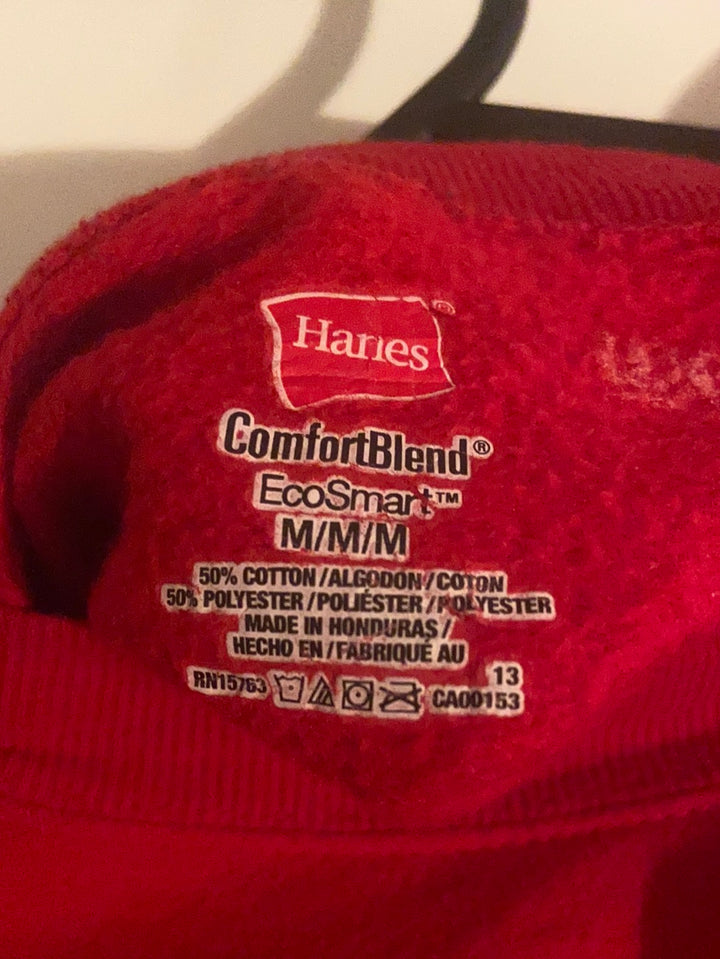 Hanes®
ComfortBlend®
EcoSmart™
M/M/M
50% COTTON/ALGODON/COTON
50% POLYESTER/POLIÉSTER/POLYESTER
MADE IN HONDURAS/
HECHO EN/FABRIQUÉ AU
13
RN15763 CA00153